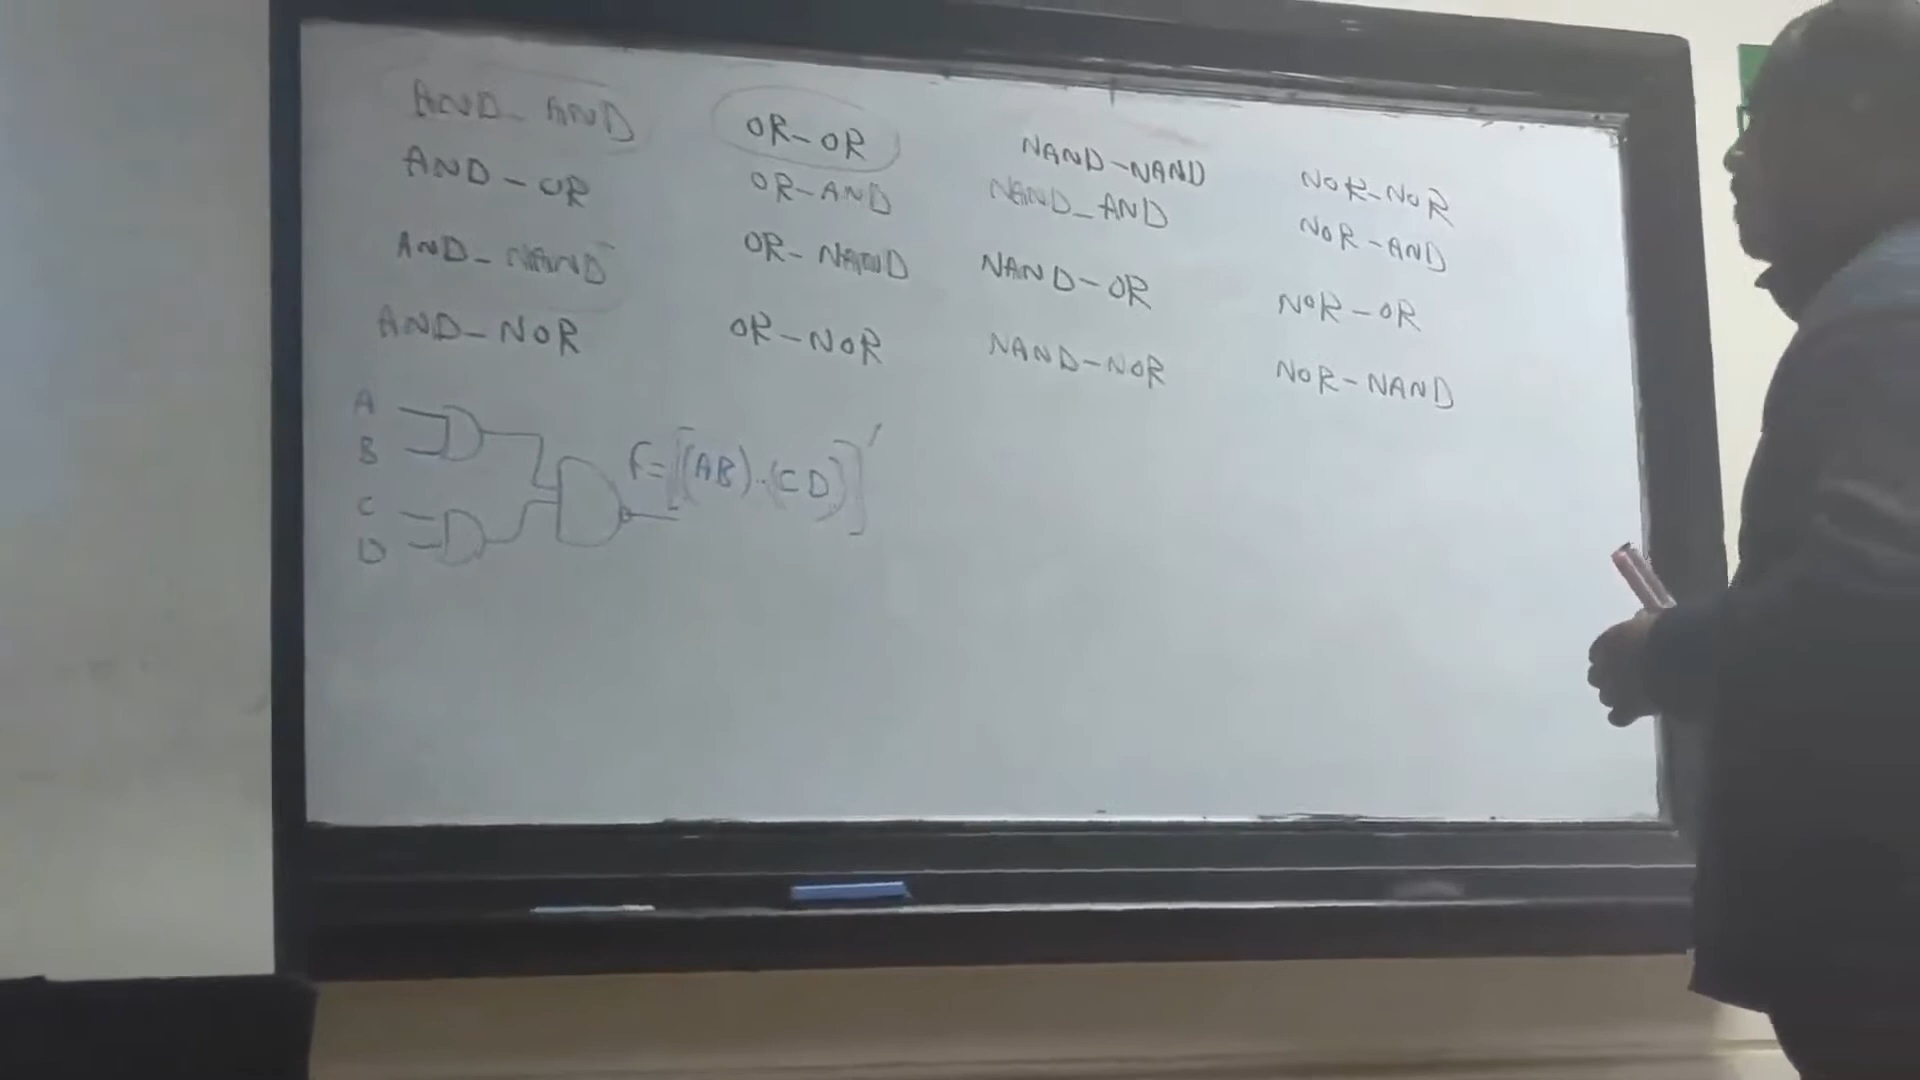 AND-AND OR-OR NAND-NAND NOR-NOR
AND-OR OR-AND NAND-AND NOR-AND
AND-NAND OR-NAND NAND-OR NOR-OR
AND-NOR OR-NOR NAND-NOR NOR-NAND
A
B
C
D
F=[(AB).(CD)]'